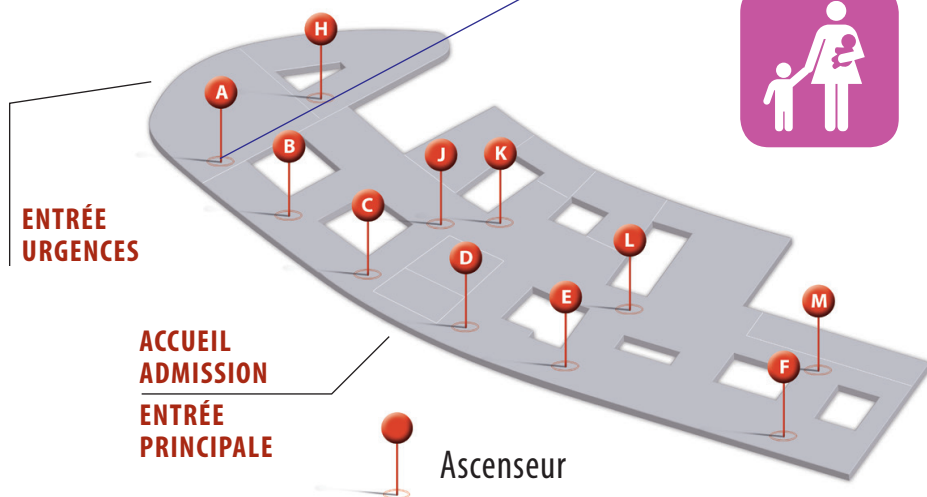 H
A
B
J
K
C
L
D
E
M
F
ENTRÉE
URGENCES
ACCUEIL
ADMISSION
ENTRÉE
PRINCIPALE
Ascenseur